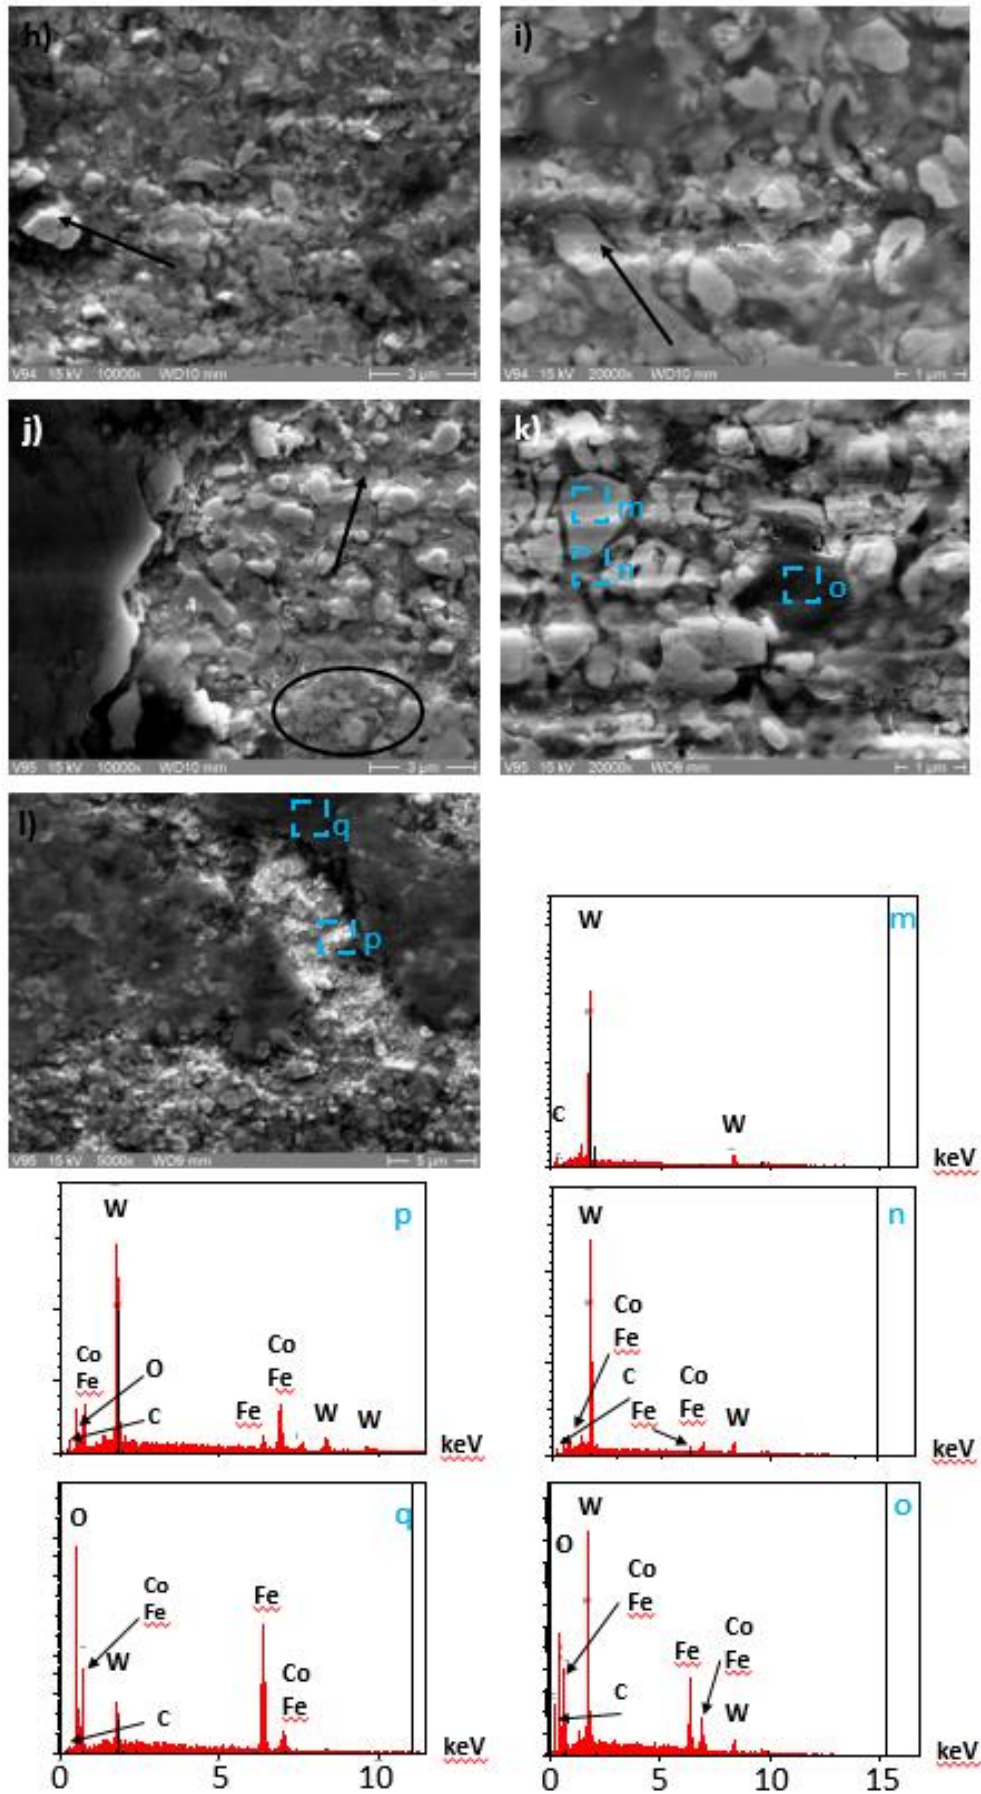 h)
V94 15 kV 10000x WD10 mm 3 µm
i)
V94 15 kV 20000x WD10 mm 1 µm
j)
V95 15 kV 10000x WD10 mm 3 µm
k)
m
n
o
V95 15 kV 20000x WD9 mm 1 µm
l)
q
p
V95 15 kV 5000x WD9 mm 5 µm
m
W
C
W
keV
p
W
Co
Fe
O
C
Co
Fe
Fe
W
W
keV
n
W
Co
Fe
C
Fe
Co
Fe
W
keV
q
O
Co
Fe
W
C
Fe
Co
Fe
keV
0 5 10
o
W
O
Co
Fe
C
Fe
Co
Fe
W
keV
0 5 10 15